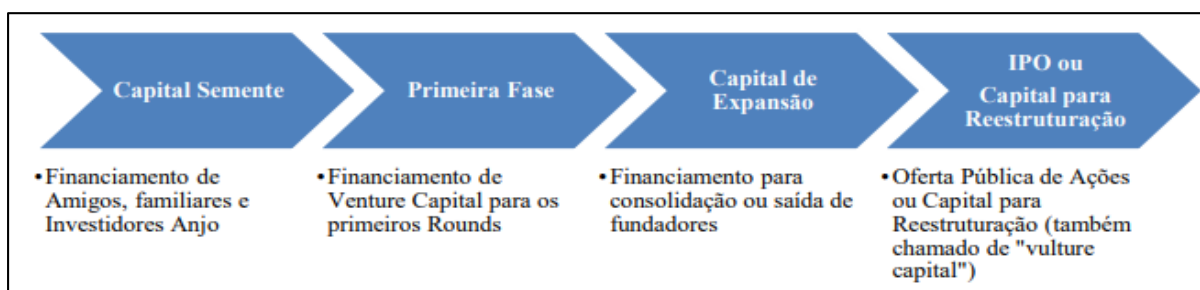 Capital Semente
Primeira Fase
Capital de
Expansão
IPO ou
Capital para
Reestruturação
•Financiamento de
Amigos, familiares e
Investidores Anjo
•Financiamento de
Venture Capital para os
primeiros Rounds
•Financiamento para
consolidação ou saída de
fundadores
•Oferta Pública de Ações
ou Capital para
Reestruturação (também
chamado de "vulture
capital")